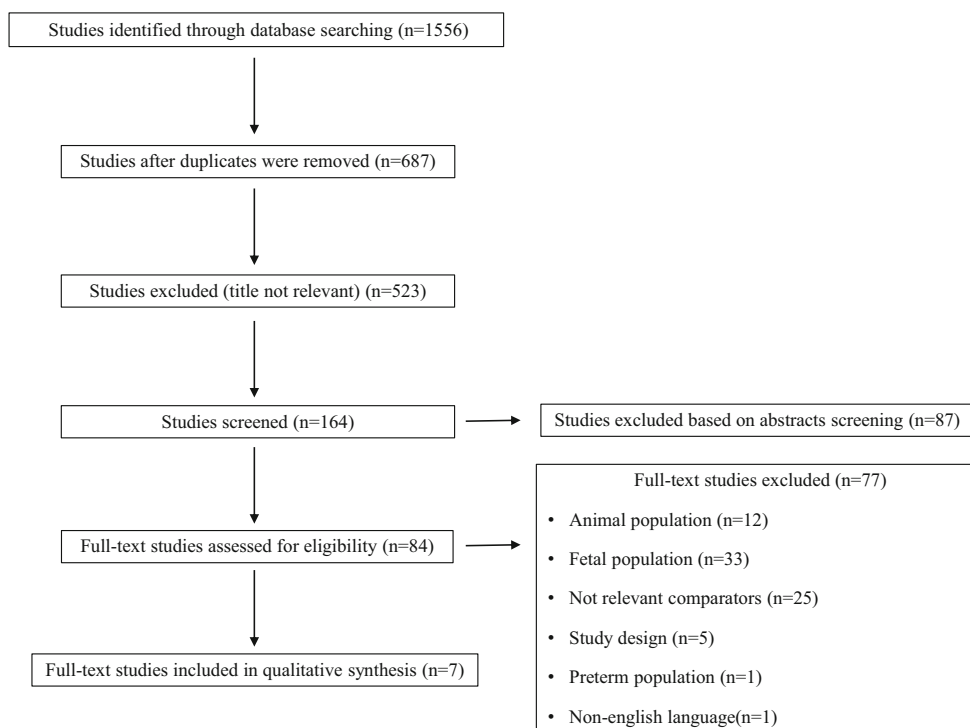 Studies identified through database searching (n=1556)
Studies after duplicates were removed (n=687)
Studies excluded (title not relevant) (n=523)
Studies screened (n=164)
Studies excluded based on abstracts screening (n=87)
Full-text studies assessed for eligibility (n=84)
Full-text studies excluded (n=77)
• Animal population (n=12)
• Fetal population (n=33)
• Not relevant comparators (n=25)
• Study design (n=5)
• Preterm population (n=1)
• Non-english language(n=1)
Full-text studies included in qualitative synthesis (n=7)